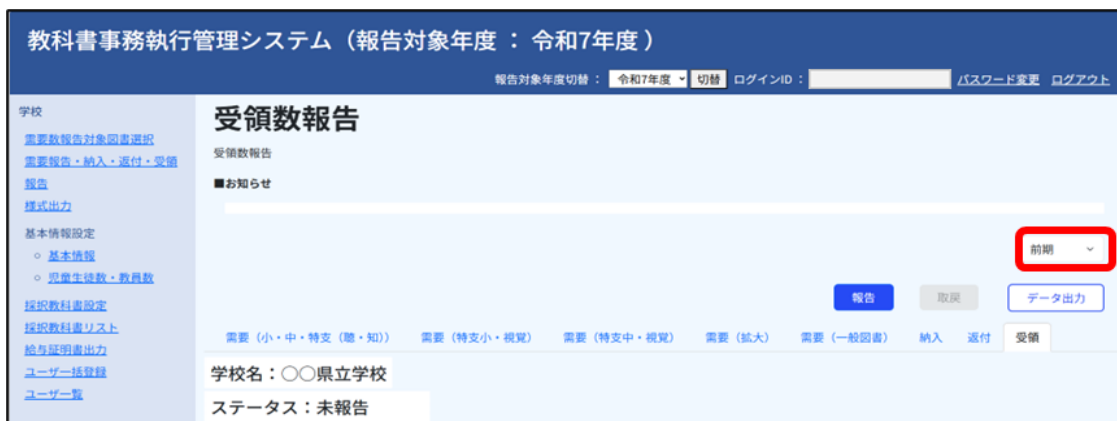 教科書事務執行管理システム（報告対象年度 ： 令和7年度 ）
報告対象年度切替 ： 令和7年度 切替 ログインID ： パスワード変更 ログアウト
学校
需要数報告対象図書選択
需要報告・納入・返付・受領
報告
様式出力
基本情報設定
基本情報
児童生徒数・教員数
採択教科書設定
採択教科書リスト
給与証明書出力
ユーザ一括登録
ユーザ一覧
受領数報告
受領数報告
■お知らせ
前期
報告 取戻 データ出力
需要（小・中・特支（聴・知）） 需要（特支小・視覚） 需要（特支中・視覚） 需要（拡大） 需要（一般図書） 納入 返付 受領
学校名：〇〇県立学校
ステータス：未報告